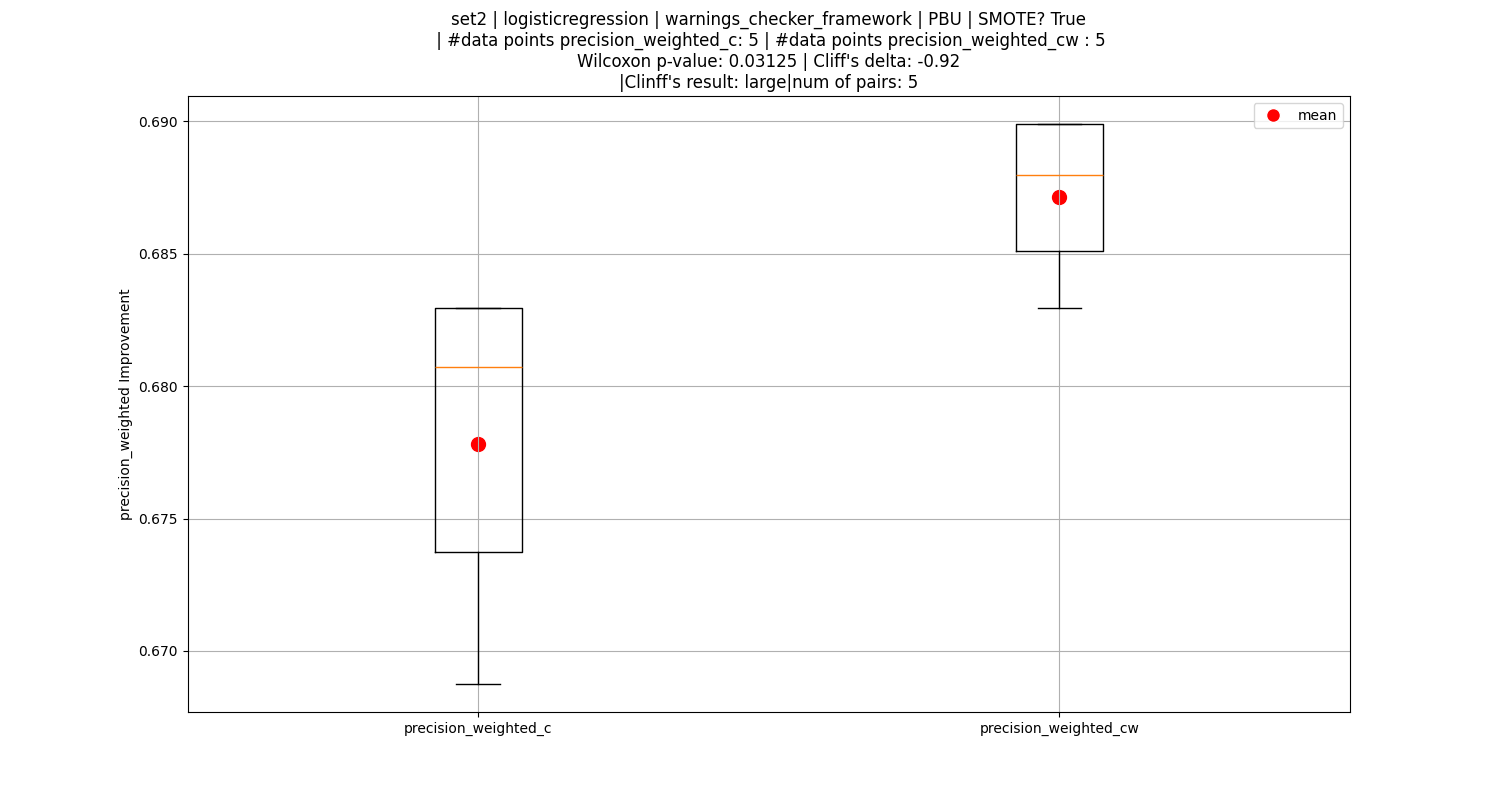 set2 | logisticregression | warnings_checker_framework | PBU | SMOTE? True
| #data points precision_weighted_c: 5 | #data points precision_weighted_cw : 5
Wilcoxon p-value: 0.03125 | Cliff's delta: -0.92
|Clinff's result: large|num of pairs: 5
mean
precision_weighted Improvement
0.690
0.685
0.680
0.675
0.670
precision_weighted_c
precision_weighted_cw